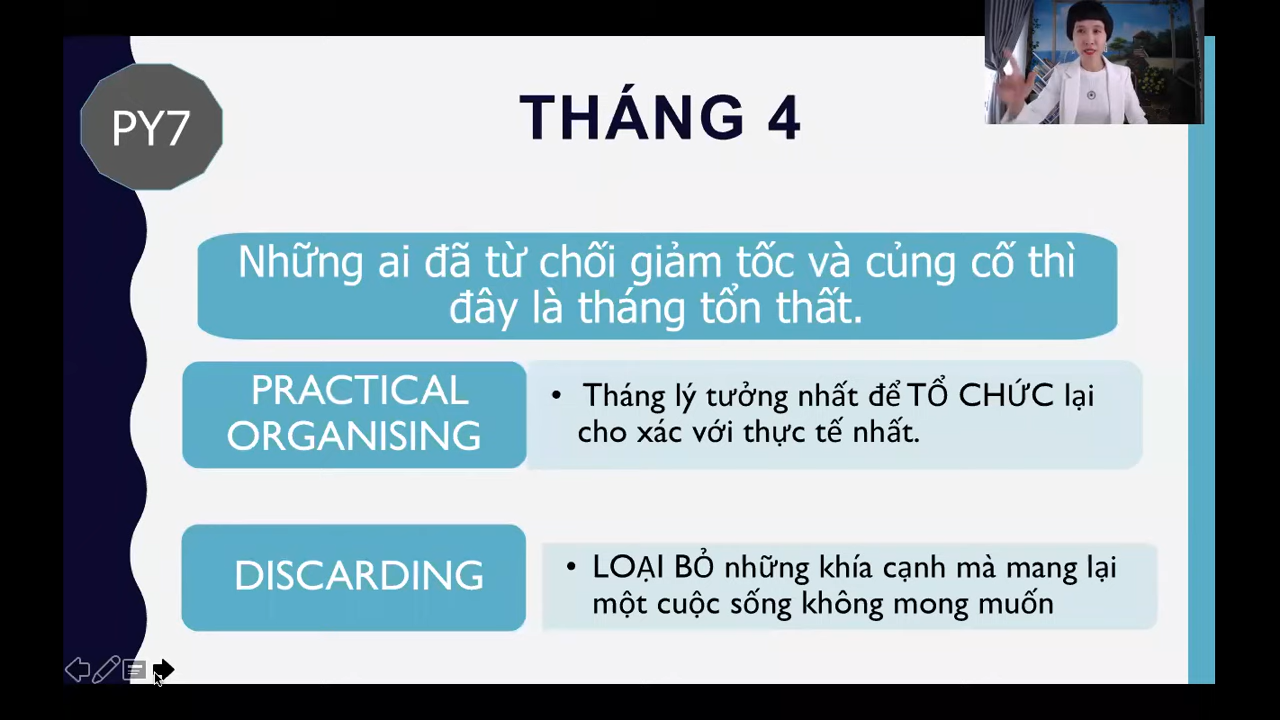 PY7
THÁNG 4
Những ai đã từ chối giảm tốc và củng cố thì
đây là tháng tổn thất.
PRACTICAL
ORGANISING
• Tháng lý tưởng nhất để TỔ CHỨC lại
cho xác với thực tế nhất.
DISCARDING
• LOẠI BỎ những khía cạnh mà mang lại
một cuộc sống không mong muốn